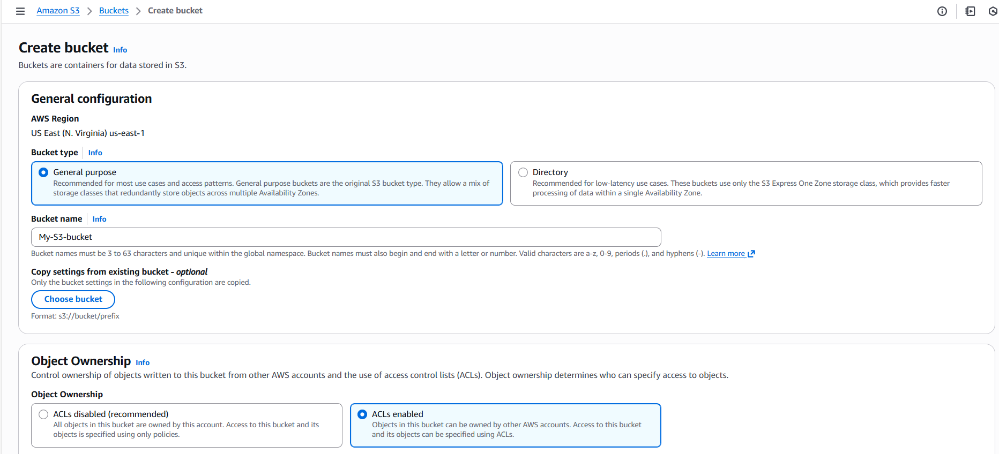 Amazon S3 > Buckets > Create bucket
Create bucket Info
Buckets are containers for data stored in S3.
General configuration
AWS Region
US East (N. Virginia) us-east-1
Bucket type Info
General purpose
Recommended for most use cases and access patterns. General purpose buckets are the original S3 bucket type. They allow a mix of
storage classes that redundantly store objects across multiple Availability Zones.
Directory
Recommended for low-latency use cases. These buckets use only the S3 Express One Zone storage class, which provides faster
processing of data within a single Availability Zone.
Bucket name Info
My-S3-bucket
Bucket names must be 3 to 63 characters and unique within the global namespace. Bucket names must also begin and end with a letter or number. Valid characters are a-z, 0-9, periods (.), and hyphens (-). Learn more
Copy settings from existing bucket - optional
Only the bucket settings in the following configuration are copied.
Choose bucket
Format: s3://bucket/prefix
Object Ownership Info
Control ownership of objects written to this bucket from other AWS accounts and the use of access control lists (ACLs). Object ownership determines who can specify access to objects.
Object Ownership
ACLs disabled (recommended)
All objects in this bucket are owned by this account. Access to this bucket and its
objects is specified using only policies.
ACLs enabled
Objects in this bucket can be owned by other AWS accounts. Access to this bucket
and its objects can be specified using ACLs.